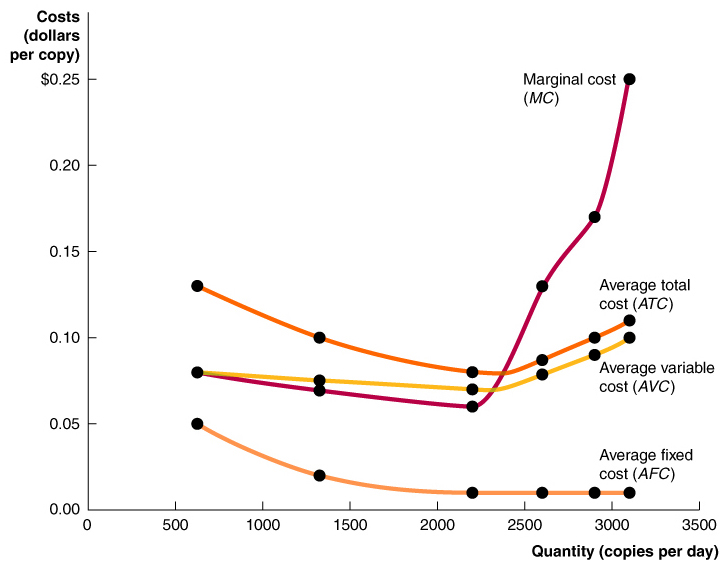 Costs
(dollars
per copy)
$0.25
0.20
0.15
0.10
0.05
0.00
Marginal cost
(MC)
Average total
cost (ATC)
Average variable
cost (AVC)
Average fixed
cost (AFC)
0
500
1000
1500
2000
2500
3000
3500
Quantity (copies per day)